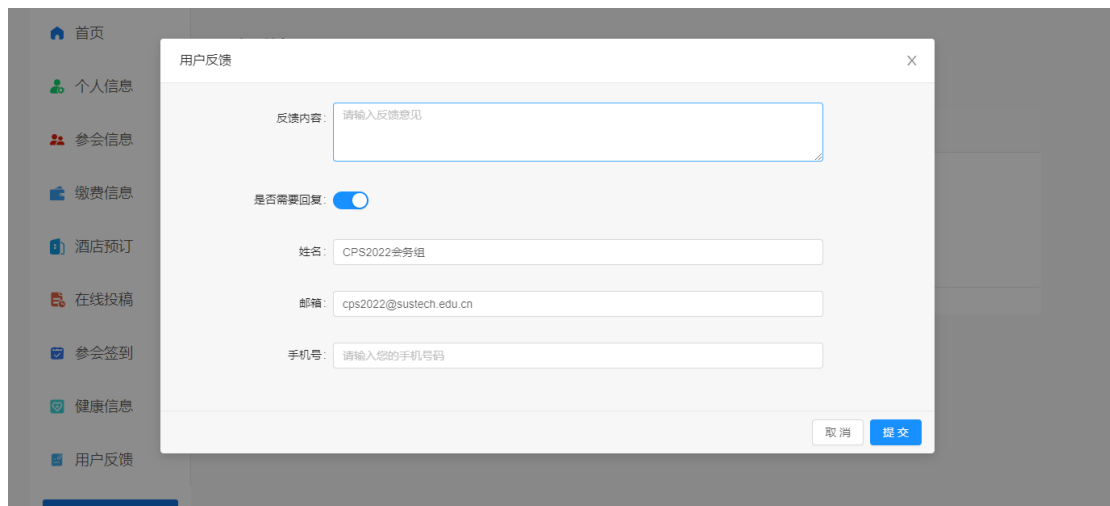 首页
个人信息
参会信息
缴费信息
酒店预订
在线投稿
参会签到
健康信息
用户反馈
用户反馈
反馈内容:
请输入反馈意见
是否需要回复:
姓名:
CPS2022会务组
邮箱:
cps2022@sustech.edu.cn
手机号:
请输入您的手机号码
取 消
提 交